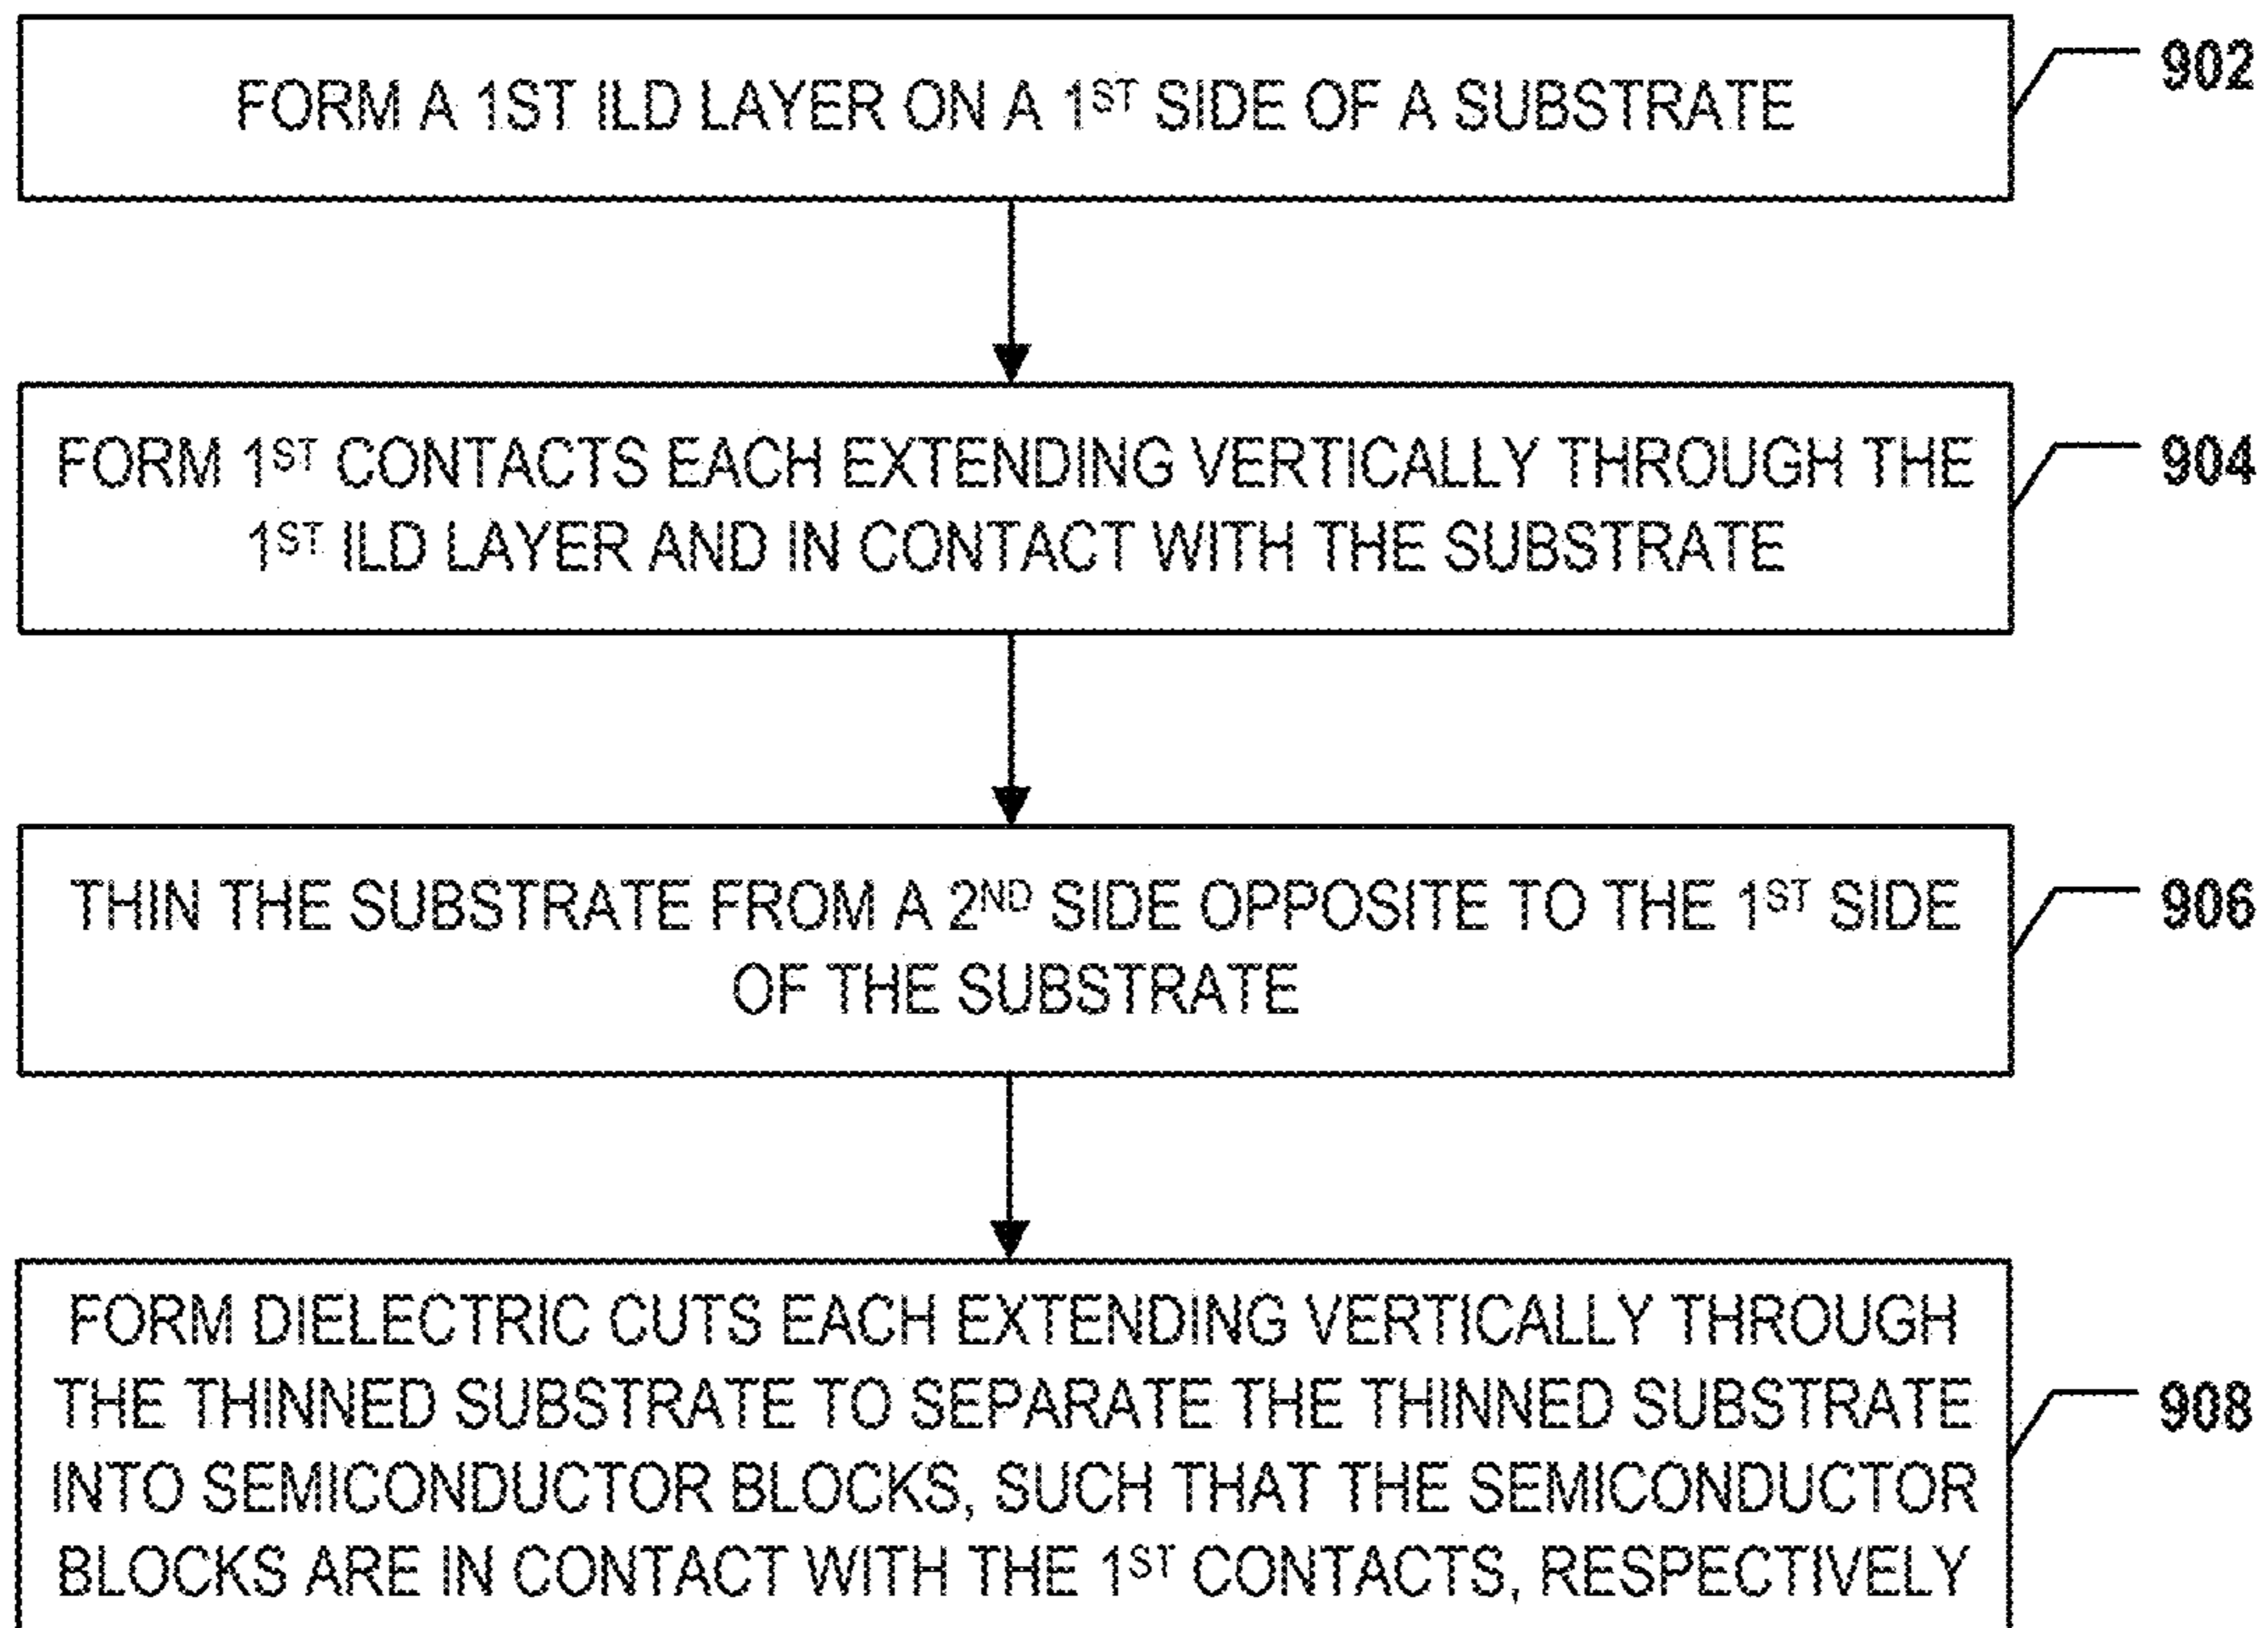 FORM A 1ST ILD LAYER ON A 1ST SIDE OF A SUBSTRATE
902
FORM 1ST CONTACTS EACH EXTENDING VERTICALLY THROUGH THE
1ST ILD LAYER AND IN CONTACT WITH THE SUBSTRATE
904
THIN THE SUBSTRATE FROM A 2ND SIDE OPPOSITE TO THE 1ST SIDE
OF THE SUBSTRATE
906
FORM DIELECTRIC CUTS EACH EXTENDING VERTICALLY THROUGH
THE THINNED SUBSTRATE TO SEPARATE THE THINNED SUBSTRATE
INTO SEMICONDUCTOR BLOCKS, SUCH THAT THE SEMICONDUCTOR
BLOCKS ARE IN CONTACT WITH THE 1ST CONTACTS, RESPECTIVELY
908